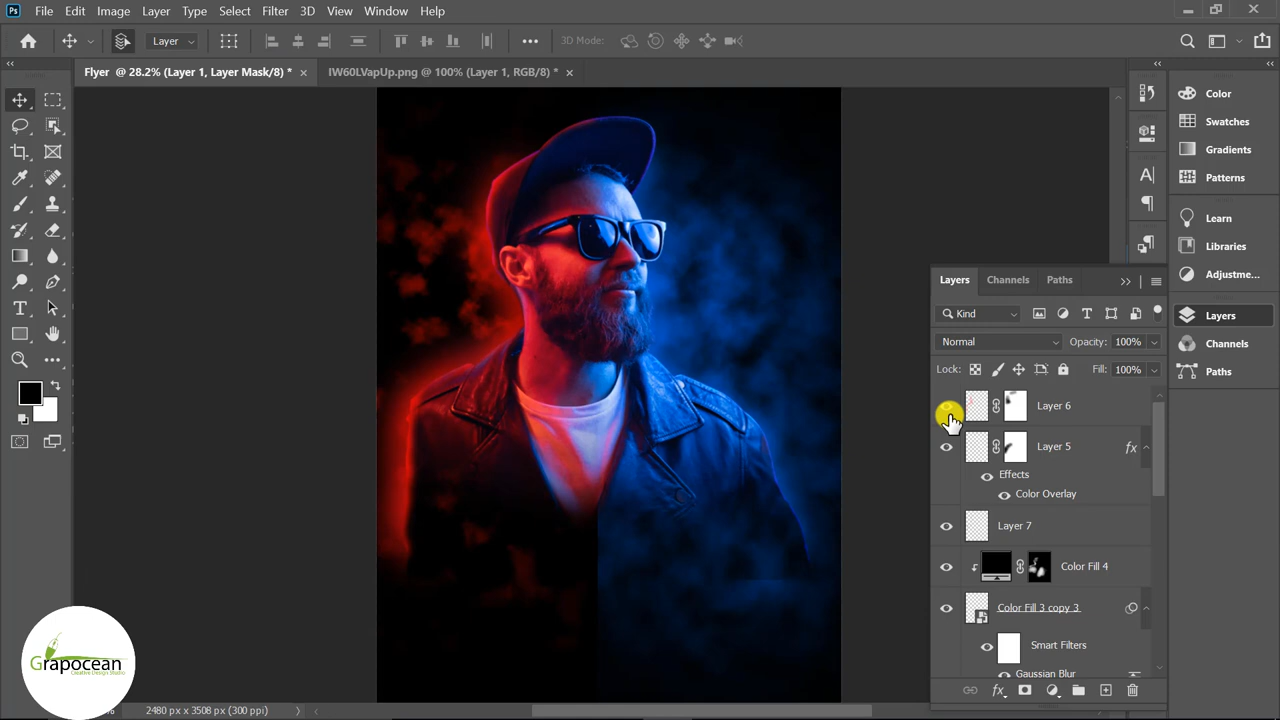 Ps File Edit Image Layer Type Select Filter 3D View Window Help
Layer 3D Mode:
Flyer @ 28.2% (Layer 1, Layer Mask/8) * IW60LVapUp.png @ 100% (Layer 1, RGB/8) *
Color
Swatches
Gradients
Patterns
Learn
Libraries
Adjustme...
Layers
Channels
Paths
Layers Channels Paths
Kind
Normal Opacity: 100%
Lock: Fill: 100%
Layer 6
Layer 5 fx
Effects
Color Overlay
Layer 7
Color Fill 4
Color Fill 3 copy 3
Smart Filters
Gaussian Blur
fx
Grapocean
Creative Design Studio
2480 px x 3508 px (300 ppi)